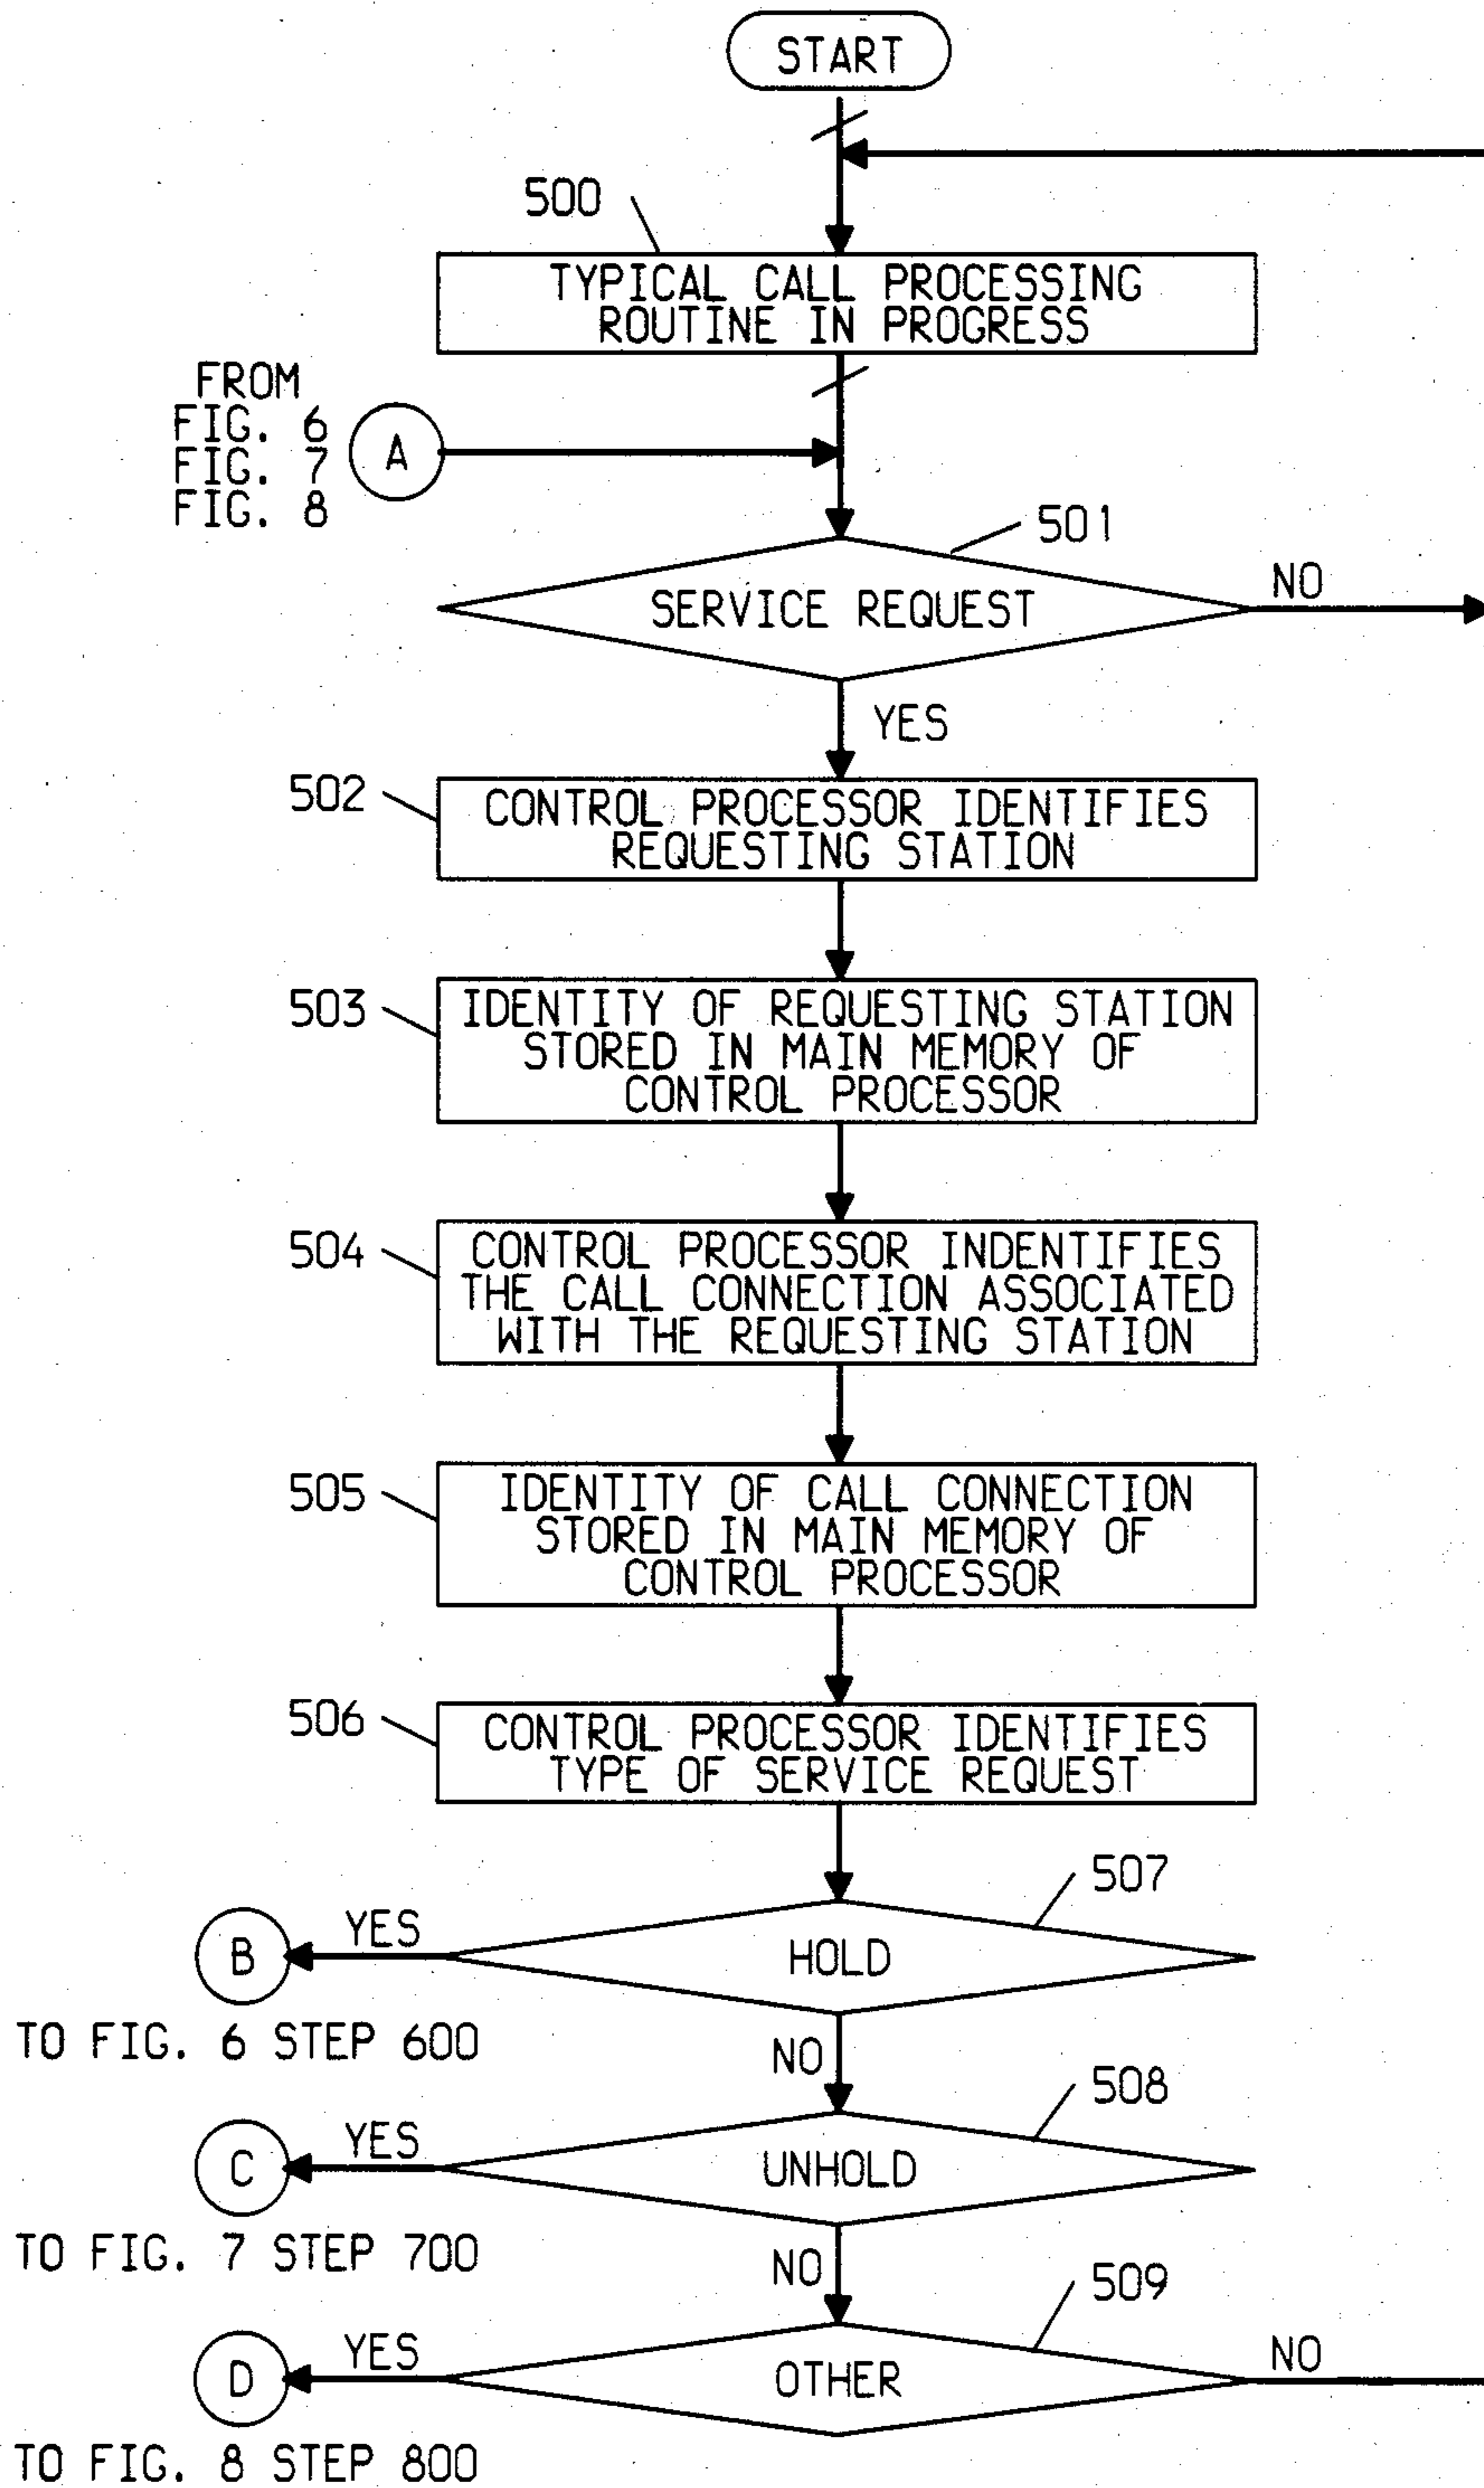 START
500
TYPICAL CALL PROCESSING
ROUTINE IN PROGRESS
FROM
FIG. 6
FIG. 7
FIG. 8
A
501
SERVICE REQUEST
NO
YES
502
CONTROL PROCESSOR IDENTIFIES
REQUESTING STATION
503
IDENTITY OF REQUESTING STATION
STORED IN MAIN MEMORY OF
CONTROL PROCESSOR
504
CONTROL PROCESSOR INDENTIFIES
THE CALL CONNECTION ASSOCIATED
WITH THE REQUESTING STATION
505
IDENTITY OF CALL CONNECTION
STORED IN MAIN MEMORY OF
CONTROL PROCESSOR
506
CONTROL PROCESSOR IDENTIFIES
TYPE OF SERVICE REQUEST
507
B
YES
HOLD
TO FIG. 6 STEP 600
NO
508
C
YES
UNHOLD
TO FIG. 7 STEP 700
NO
509
D
YES
OTHER
NO
TO FIG. 8 STEP 800